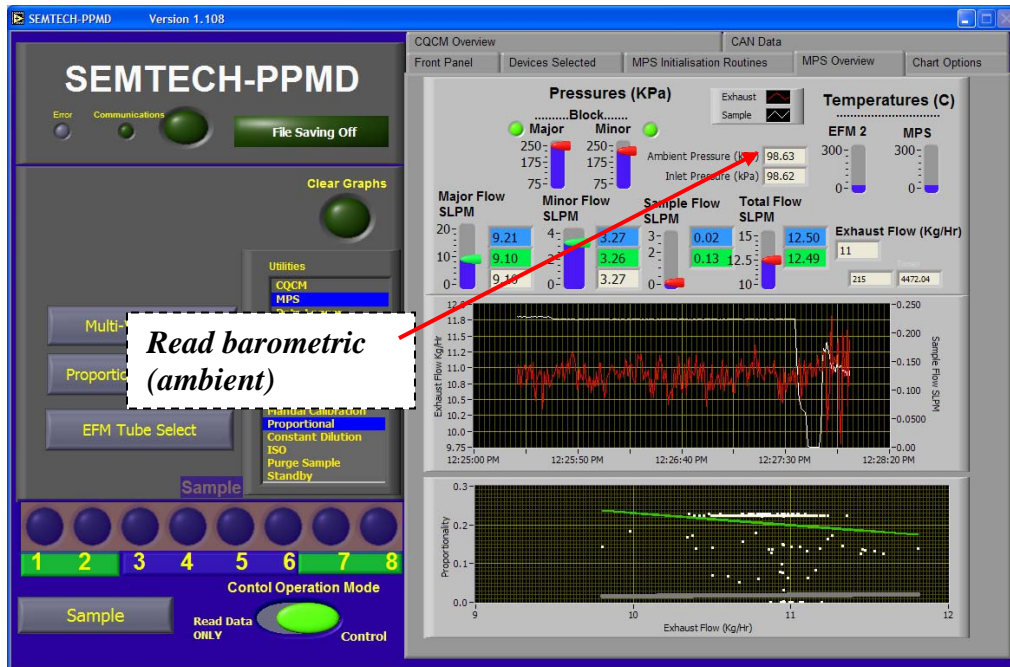 SEMTECH-PPMD Version 1.108
SEMTECH-PPMD
Error Communications
File Saving Off
Clear Graphs
Utilities
CQCM
MPS
Multi-
Proportic
EFM Tube Select
Manual Calibration
Proportional
Constant Dilution
ISO
Purge Sample
Standby
Sample
1 2 3 4 5 6 7 8
Contol Operation Mode
Sample
Read Data
ONLY
Control
Read barometric
(ambient)
CQCM Overview CAN Data
Front Panel Devices Selected MPS Initialisation Routines MPS Overview Chart Options
Pressures (KPa)
..........Block.......
Major Minor
250- 250-
175- 175-
75- 75-
Exhaust
Sample
Ambient Pressure (kPa) 98.63
Inlet Pressure (kPa) 98.62
Temperatures (C)
EFM 2 MPS
300- 300-
0- 0-
Major Flow
SLPM
20-
10-
0-
9.21
9.10
9.16
Minor Flow
SLPM
4-
2-
0-
3.27
3.26
3.27
Sample Flow
SLPM
3-
2-
0-
0.02
0.13
Total Flow
SLPM
15-
12.5-
10-
12.50
12.49
Exhaust Flow (Kg/Hr)
11
215 4472.04
Exhaust Flow Kg/Hr
12.0-
11.8-
11.5-
11.2-
11.0-
10.8-
10.5-
10.2-
10.0-
9.75-
-0.250
-0.200
-0.150
-0.100
-0.0500
-0.00
Sample Flow SLPM
12:25:00 PM 12:25:50 PM 12:26:40 PM 12:27:30 PM 12:28:20 PM
Proportionality
0.3-
0.2-
0.1-
0.0-
9 10 11 12
Exhaust Flow (Kg/Hr)